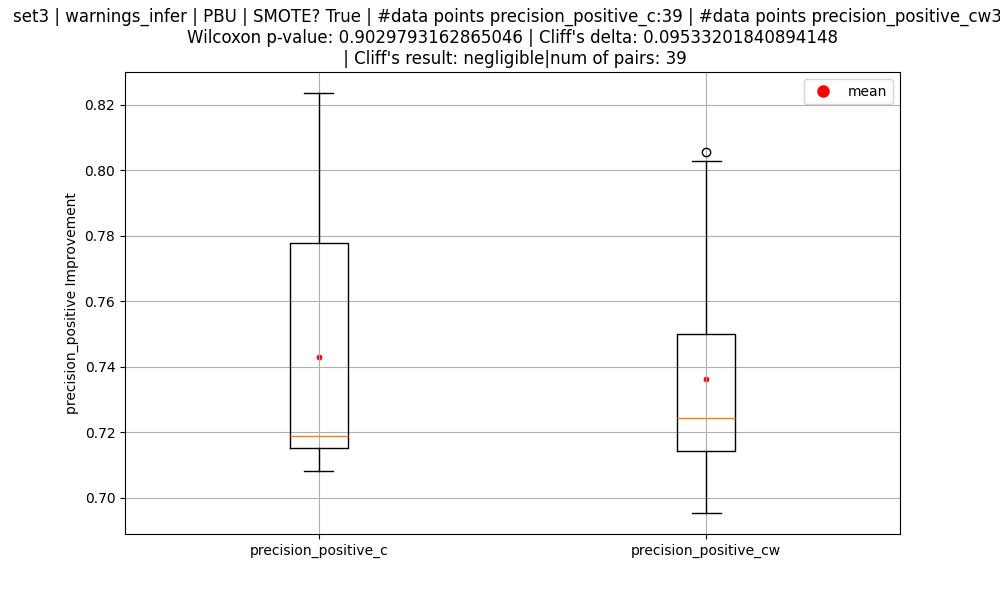 set3 | warnings_infer | PBU | SMOTE? True | #data points precision_positive_c:39 | #data points precision_positive_cw3
Wilcoxon p-value: 0.9029793162865046 | Cliff's delta: 0.09533201840894148
| Cliff's result: negligible|num of pairs: 39
mean
0.82
0.80
0.78
0.76
0.74
0.72
0.70
precision_positive Improvement
precision_positive_c
precision_positive_cw